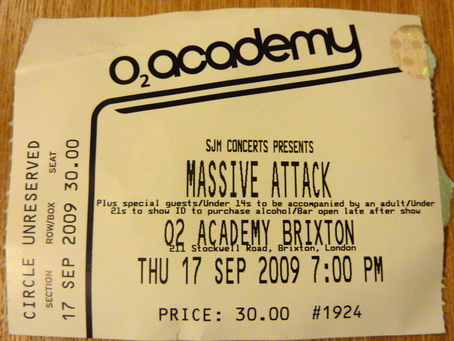 O2 academy
SJM CONCERTS PRESENTS
MASSIVE ATTACK
Plus special guests/Under 14s to be accompanied by an adult/Under
21s to show ID to purchase alcohol/Bar open late after show
O2 ACADEMY BRIXTON
211 Stockwell Road, Brixton, London
THU 17 SEP 2009 7:00 PM
PRICE: 30.00 #1924
CIRCLE UNRESERVED
SECTION ROW/BOX SEAT
17 SEP 2009 30.00